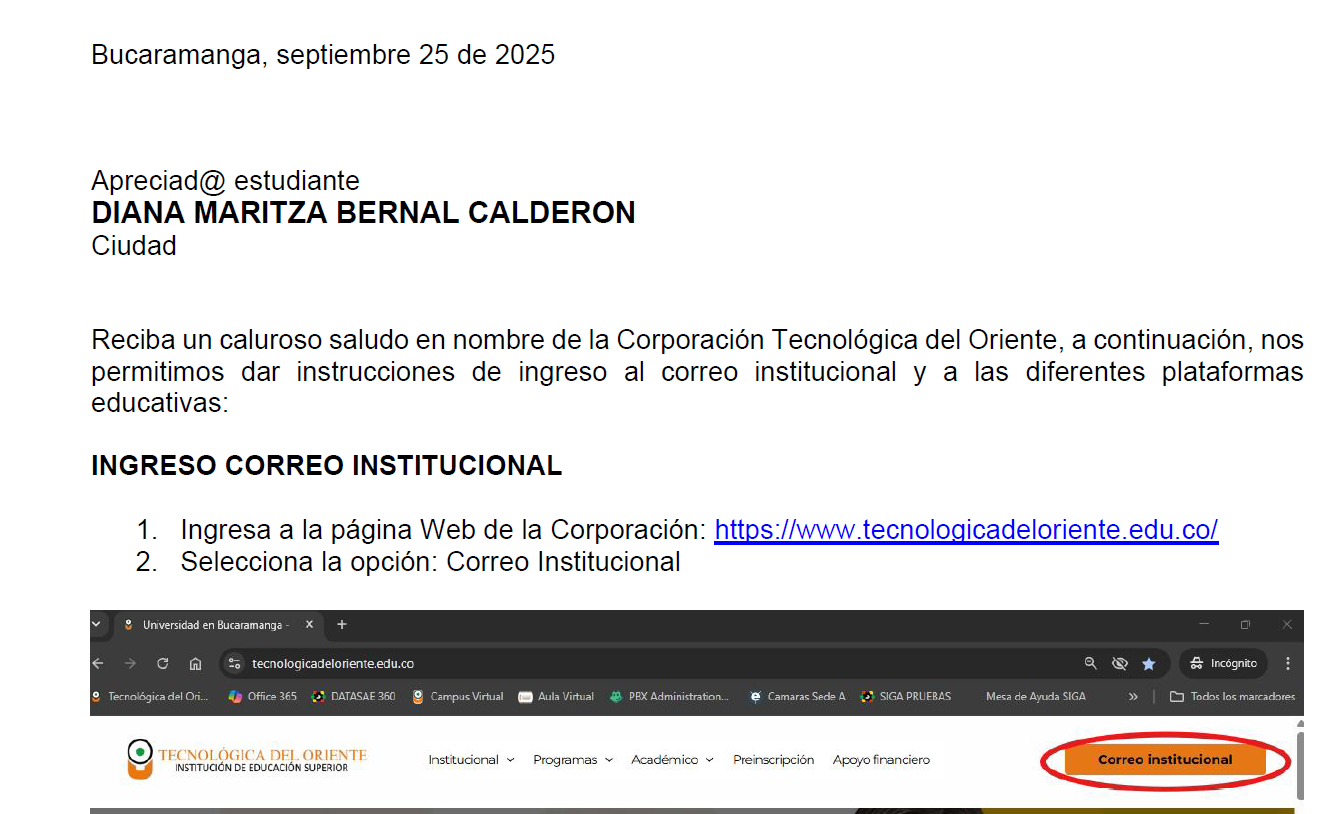 Bucaramanga, septiembre 25 de 2025
Apreciad@ estudiante
DIANA MARITZA BERNAL CALDERON
Ciudad
Reciba un caluroso saludo en nombre de la Corporación Tecnológica del Oriente, a continuación, nos
permitimos dar instrucciones de ingreso al correo institucional y a las diferentes plataformas
educativas:
INGRESO CORREO INSTITUCIONAL
1. Ingresa a la página Web de la Corporación: https://www.tecnologicadeloriente.edu.co/
2. Selecciona la opción: Correo Institucional
Universidad en Bucaramanga -
tecnologicadeloriente.edu.co Incógnito
Tecnológica del Ori... Office 365 DATASAE 360 Campus Virtual Aula Virtual PBX Administration... Camaras Sede A SIGA PRUEBAS Mesa de Ayuda SIGA » Todos los marcadores
TECNOLÓGICA DEL ORIENTE
INSTITUCIÓN DE EDUCACIÓN SUPERIOR
Institucional Programas Académico Preinscripción Apoyo financiero Correo institucional